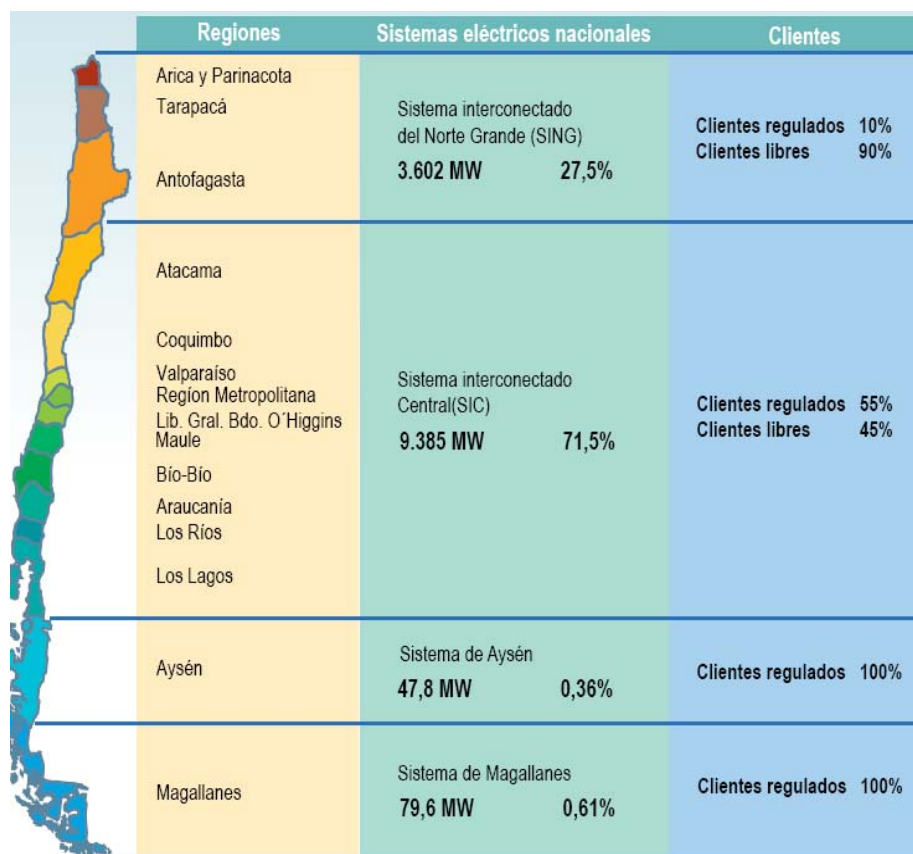 Regiones Sistemas eléctricos nacionales Clientes
Arica y Parinacota
Tarapacá
Antofagasta
Sistema interconectado
del Norte Grande (SING)
3.602 MW 27,5%
Clientes regulados 10%
Clientes libres 90%
Atacama
Coquimbo
Valparaíso
Regíon Metropolitana
Lib. Gral. Bdo. O´Higgins
Maule
Bío-Bío
Araucanía
Los Ríos
Los Lagos
Sistema interconectado
Central(SIC)
9.385 MW 71,5%
Clientes regulados 55%
Clientes libres 45%
Aysén
Sistema de Aysén
47,8 MW 0,36%
Clientes regulados 100%
Magallanes
Sistema de Magallanes
79,6 MW 0,61%
Clientes regulados 100%